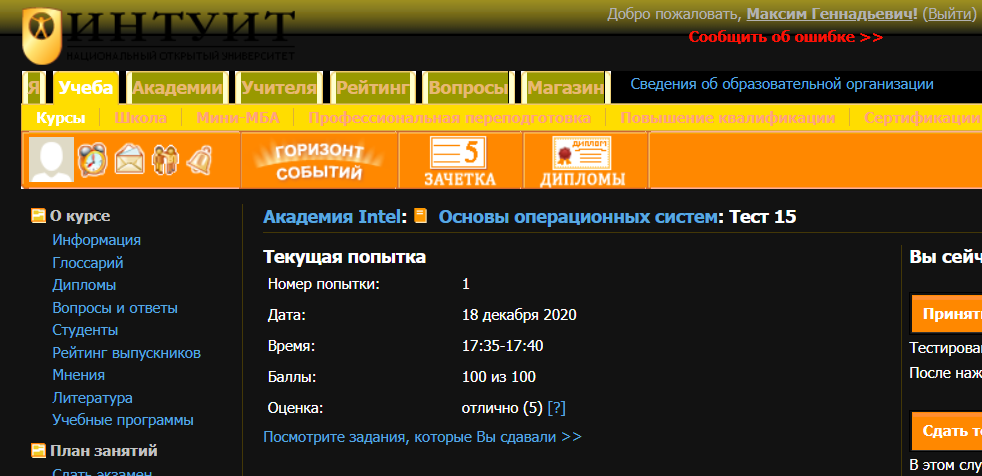 ИНТУИТ
НАЦИОНАЛЬНЫЙ ОТКРЫТЫЙ УНИВЕРСИТЕТ
Добро пожаловать, Максим Геннадьевич! (Выйти)
Сообщить об ошибке >>
Я Учеба Академии Учителя Рейтинг Вопросы Магазин Сведения об образовательной организации
Курсы Школа Мини-МБА Профессиональная переподготовка Повышение квалификации Сертификации
ГОРИЗОНТ
СОБЫТИЙ
5
ЗАЧЕТКА
ДИПЛОМ
ДИПЛОМЫ
О курсе
Информация
Глоссарий
Дипломы
Вопросы и ответы
Студенты
Рейтинг выпускников
Мнения
Литература
Учебные программы
План занятий
Сдать экзамен
Академия Intel: Основы операционных систем: Тест 15
Текущая попытка
Номер попытки: 1
Дата: 18 декабря 2020
Время: 17:35-17:40
Баллы: 100 из 100
Оценка: отлично (5) [?]
Посмотрите задания, которые Вы сдавали >>
Вы сейч
Принять
Тестирова
После наж
Сдать т
В этом слу